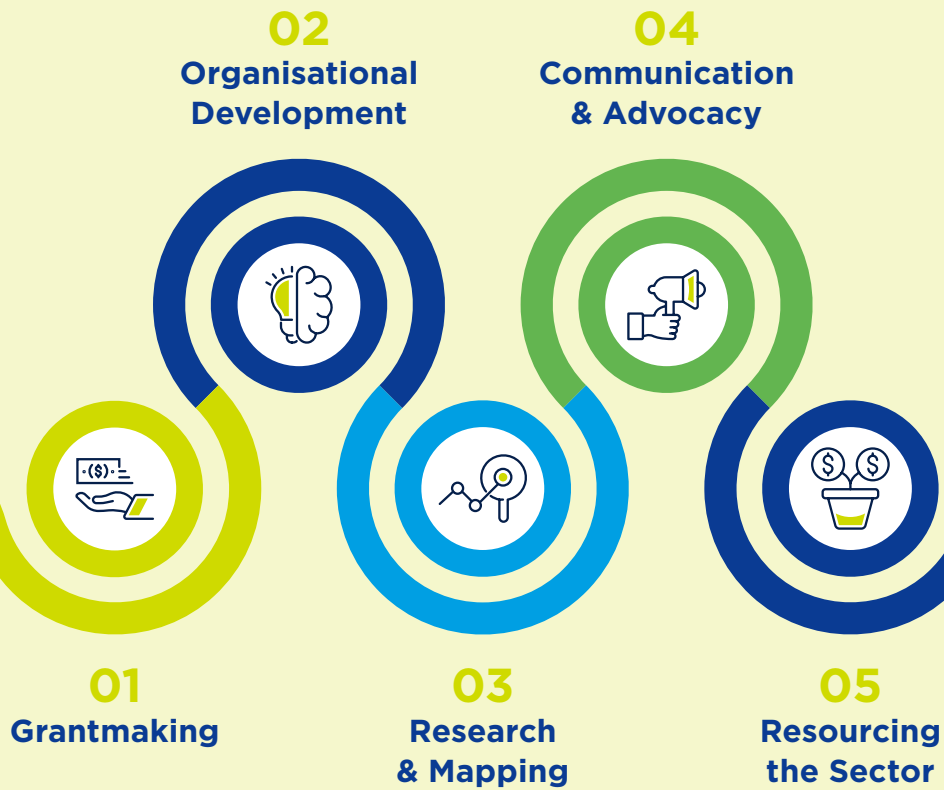 02
Organisational
Development
04
Communication
& Advocacy
($)
$ $
01
Grantmaking
03
Research
& Mapping
05
Resourcing
the Sector